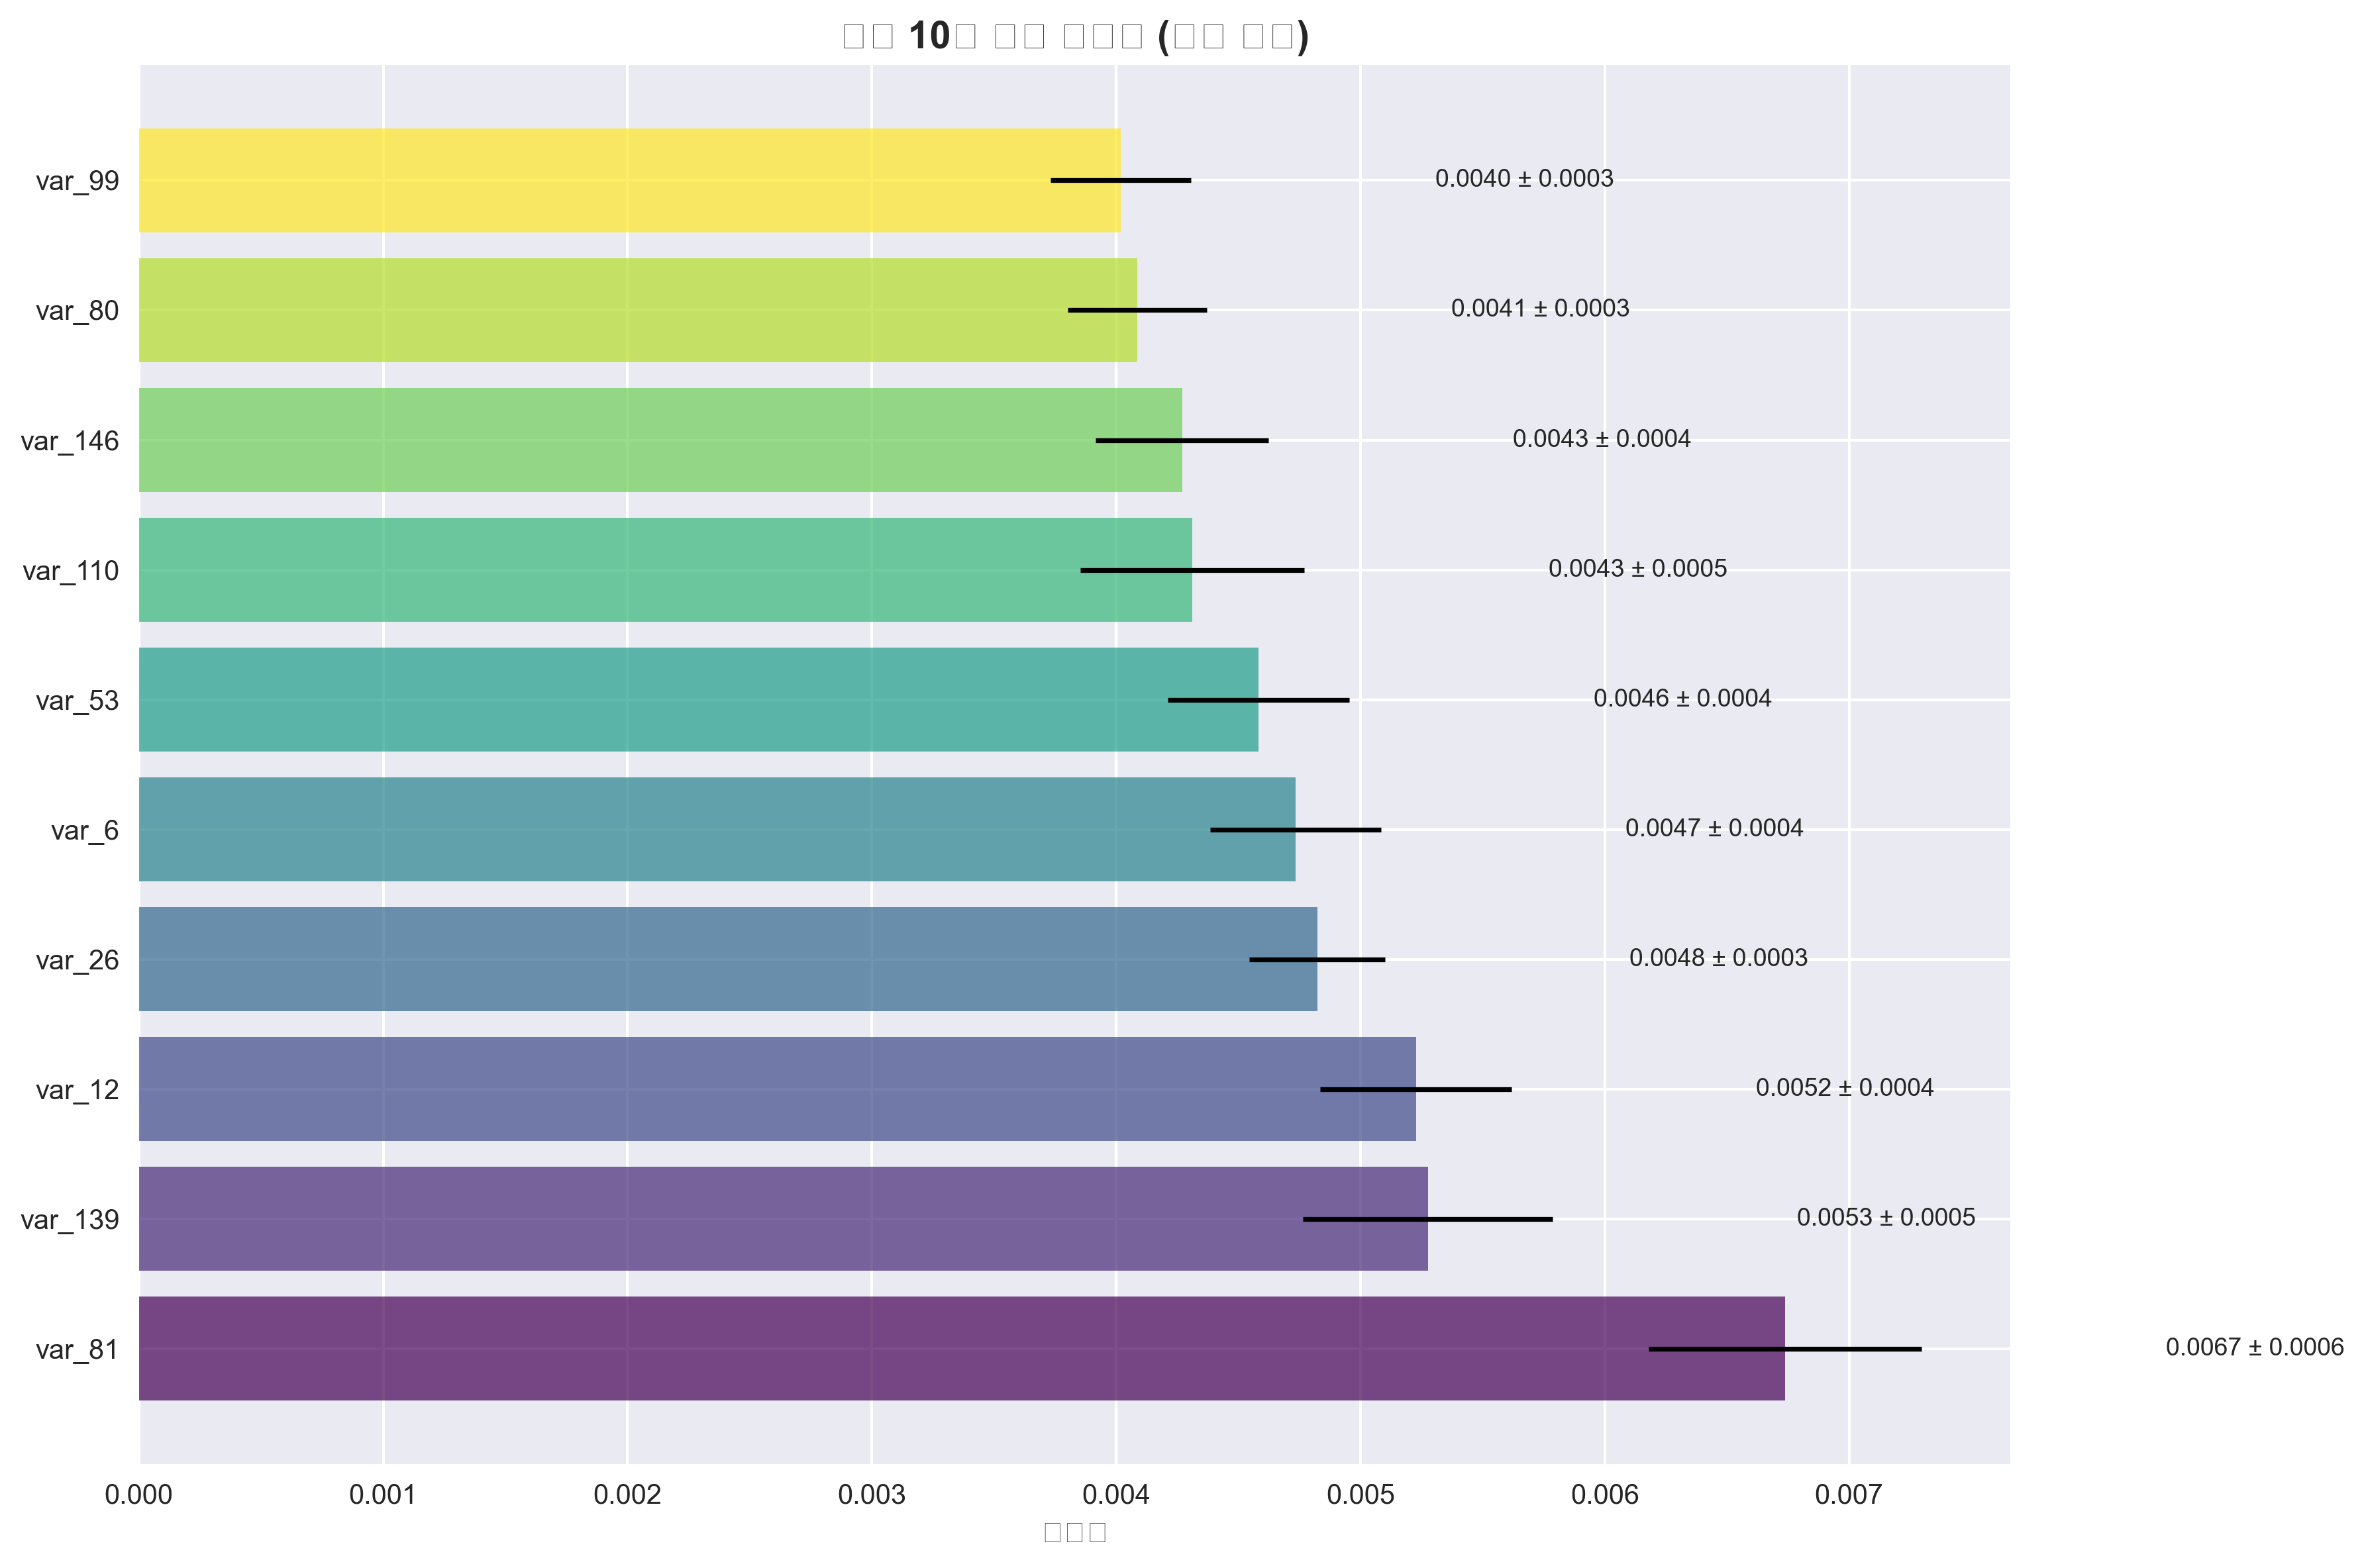 10 ( )
var_99 0.0040 ± 0.0003
var_80 0.0041 ± 0.0003
var_146 0.0043 ± 0.0004
var_110 0.0043 ± 0.0005
var_53 0.0046 ± 0.0004
var_6 0.0047 ± 0.0004
var_26 0.0048 ± 0.0003
var_12 0.0052 ± 0.0004
var_139 0.0053 ± 0.0005
var_81 0.0067 ± 0.0006
0.000 0.001 0.002 0.003 0.004 0.005 0.006 0.007